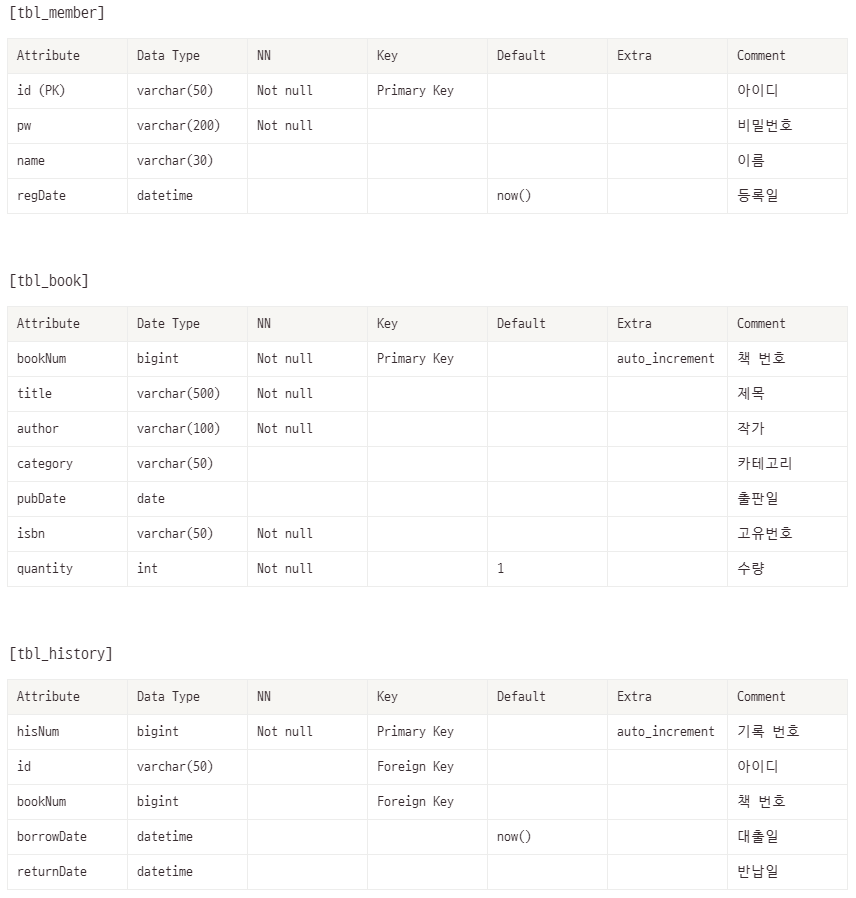 [tbl_member]
Attribute Data Type NN Key Default Extra Comment
id (PK) varchar(50) Not null Primary Key 아이디
pw varchar(200) Not null 비밀번호
name varchar(30) 이름
regDate datetime now() 등록일
[tbl_book]
Attribute Date Type NN Key Default Extra Comment
bookNum bigint Not null Primary Key auto_increment 책 번호
title varchar(500) Not null 제목
author varchar(100) Not null 작가
category varchar(50) 카테고리
pubDate date 출판일
isbn varchar(50) Not null 고유번호
quantity int Not null 1 수량
[tbl_history]
Attribute Data Type NN Key Default Extra Comment
hisNum bigint Not null Primary Key auto_increment 기록 번호
id varchar(50) Foreign Key 아이디
bookNum bigint Foreign Key 책 번호
borrowDate datetime now() 대출일
returnDate datetime 반납일